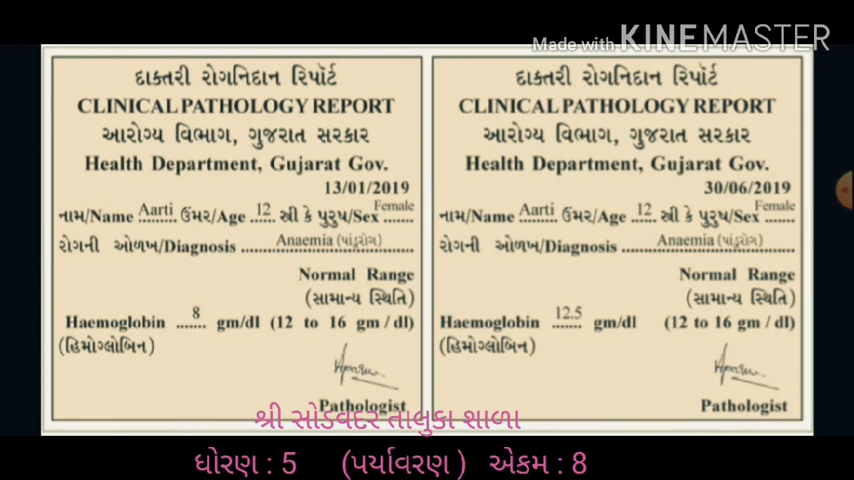 Made with KINEMASTER
દાક્તરી રોગનિદાન રિપૉર્ટ
CLINICAL PATHOLOGY REPORT
આરોગ્ય વિભાગ, ગુજરાત સરકાર
Health Department, Gujarat Gov.
13/01/2019
નામ/Name Aarti ઉંમર/Age 12 સ્ત્રી કે પુરુષ/Sex Female
રોગની ઓળખ/Diagnosis Anaemia (પાંડુરોગ)
Normal Range
(સામાન્ય સ્થિતિ)
Haemoglobin 8 gm/dl (12 to 16 gm / dl)
(હિમોગ્લોબિન)
Pathologist
દાક્તરી રોગનિદાન રિપૉર્ટ
CLINICAL PATHOLOGY REPORT
આરોગ્ય વિભાગ, ગુજરાત સરકાર
Health Department, Gujarat Gov.
30/06/2019
નામ/Name Aarti ઉંમર/Age 12 સ્ત્રી કે પુરુષ/Sex Female
રોગની ઓળખ/Diagnosis Anaemia (પાંડુરોગ)
Normal Range
(સામાન્ય સ્થિતિ)
Haemoglobin 12.5 gm/dl (12 to 16 gm / dl)
(હિમોગ્લોબિન)
Pathologist
શ્રી સોડવદર તાલુકા શાળા
ધોરણ : 5 (પર્યાવરણ ) એકમ : 8